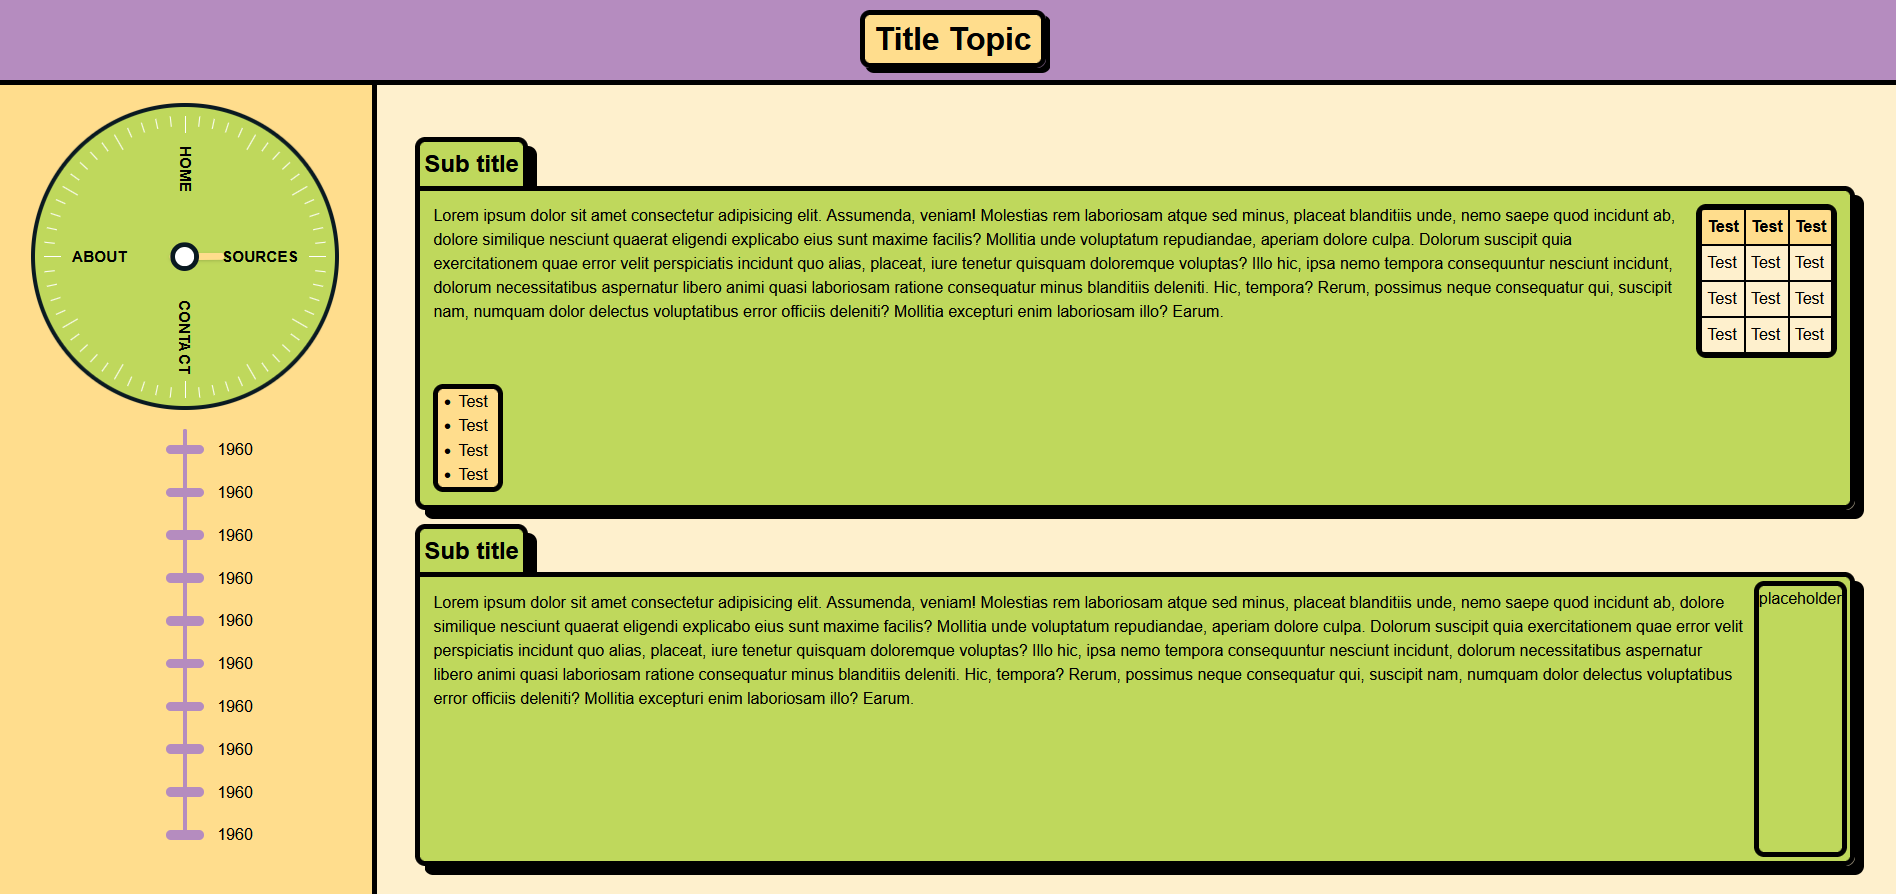 Title Topic
HOME
ABOUT
SOURCES
CONTACT
1960
1960
1960
1960
1960
1960
1960
1960
1960
1960
Sub title
Lorem ipsum dolor sit amet consectetur adipisicing elit. Assumenda, veniam! Molestias rem laboriosam atque sed minus, placeat blanditiis unde, nemo saepe quod incidunt ab,
dolore similique nesciunt quaerat eligendi explicabo eius sunt maxime facilis? Mollitia unde voluptatum repudiandae, aperiam dolore culpa. Dolorum suscipit quia
exercitationem quae error velit perspiciatis incidunt quo alias, placeat, iure tenetur quisquam doloremque voluptas? Illo hic, ipsa nemo tempora consequuntur nesciunt incidunt,
dolorum necessitatibus aspernatur libero animi quasi laboriosam ratione consequatur minus blanditiis deleniti. Hic, tempora? Rerum, possimus neque consequatur qui, suscipit
nam, numquam dolor delectus voluptatibus error officiis deleniti? Mollitia excepturi enim laboriosam illo? Earum.
Test Test Test
Test Test Test
Test Test Test
Test Test Test
• Test
• Test
• Test
• Test
Sub title
Lorem ipsum dolor sit amet consectetur adipisicing elit. Assumenda, veniam! Molestias rem laboriosam atque sed minus, placeat blanditiis unde, nemo saepe quod incidunt ab, dolore
similique nesciunt quaerat eligendi explicabo eius sunt maxime facilis? Mollitia unde voluptatum repudiandae, aperiam dolore culpa. Dolorum suscipit quia exercitationem quae error velit
perspiciatis incidunt quo alias, placeat, iure tenetur quisquam doloremque voluptas? Illo hic, ipsa nemo tempora consequuntur nesciunt incidunt, dolorum necessitatibus aspernatur
libero animi quasi laboriosam ratione consequatur minus blanditiis deleniti. Hic, tempora? Rerum, possimus neque consequatur qui, suscipit nam, numquam dolor delectus voluptatibus
error officiis deleniti? Mollitia excepturi enim laboriosam illo? Earum.
placeholder